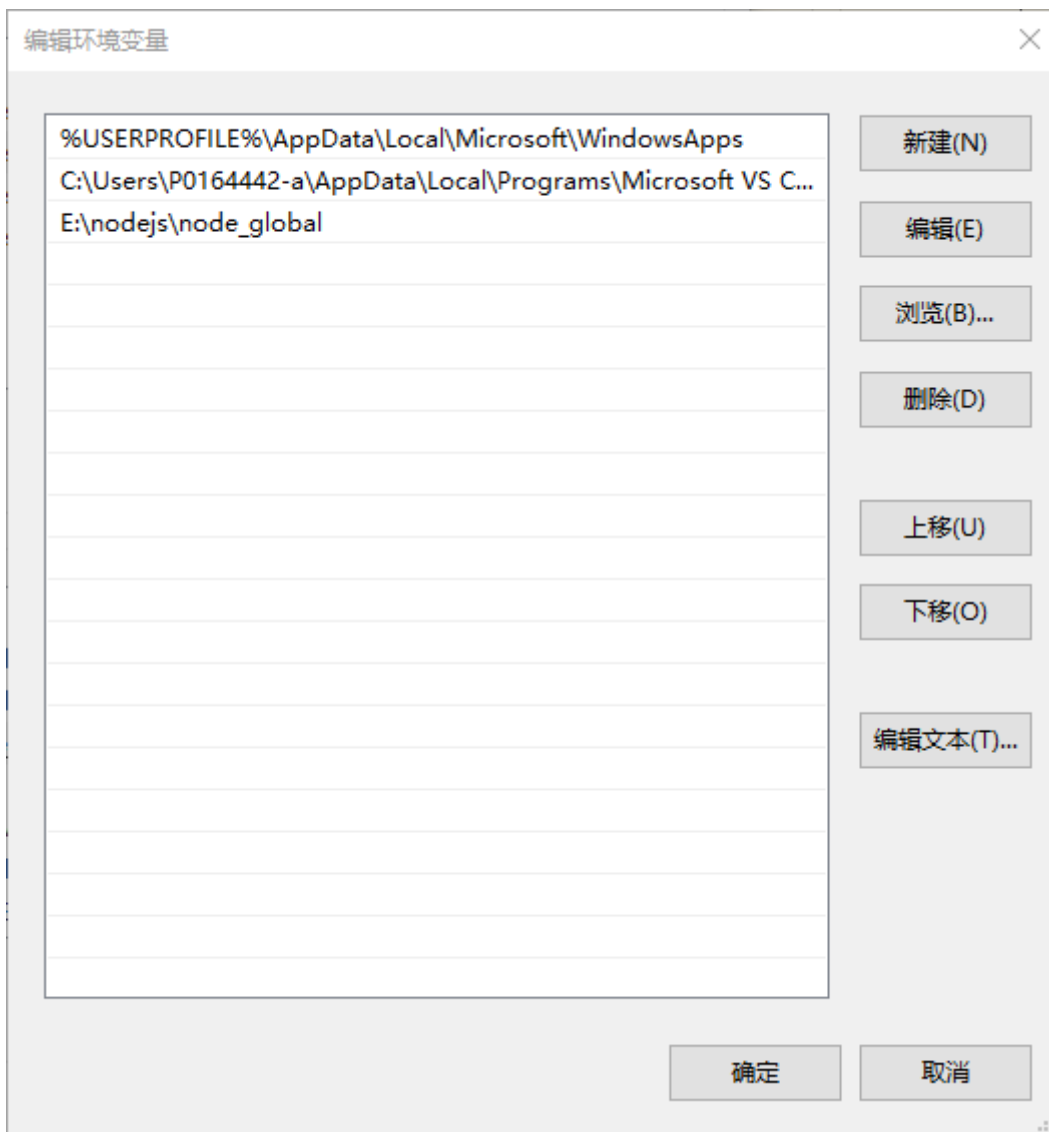 编辑环境变量
%USERPROFILE%\AppData\Local\Microsoft\WindowsApps
C:\Users\P0164442-a\AppData\Local\Programs\Microsoft VS C...
E:\nodejs\node_global
新建(N)
编辑(E)
浏览(B)...
删除(D)
上移(U)
下移(O)
编辑文本(T)...
确定
取消